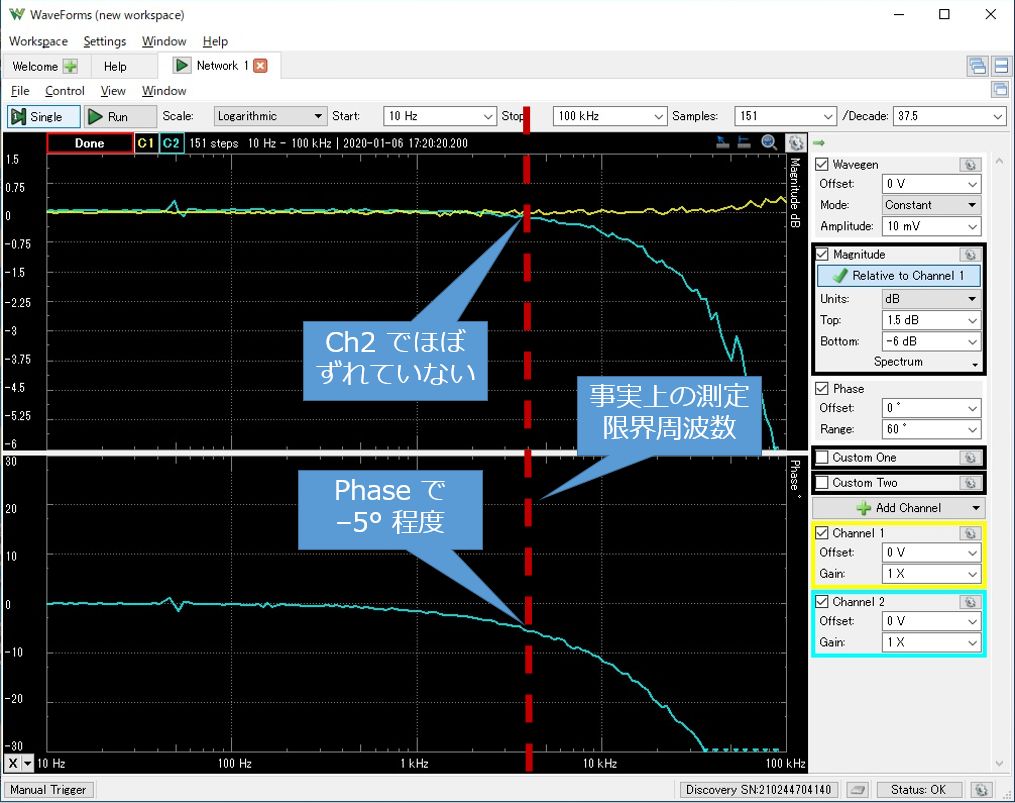 WaveForms (new workspace)
Workspace Settings Window Help
Welcome Help Network 1
File Control View Window
Single Run Scale: Logarithmic Start: 10 Hz Stop 100 kHz Samples: 151 /Decade: 37.5
Done C1 C2 151 steps 10 Hz - 100 kHz | 2020-01-06 17:20:20.200
1.5
0.75
0
-0.75
-1.5
-2.25
-3
-3.75
-4.5
-5.25
-6
Magnitude dB
Ch2 でほぼ
ずれていない
事実上の測定
限界周波数
30
20
10
0
-10
-20
-30
Phase °
Phase で
–5° 程度
X 10 Hz 100 Hz 1 kHz 10 kHz 100 kHz
Wavegen
Offset: 0 V
Mode: Constant
Amplitude: 10 mV
Magnitude
Relative to Channel 1
Units: dB
Top: 1.5 dB
Bottom: -6 dB
Spectrum
Phase
Offset: 0 °
Range: 60 °
Custom One
Custom Two
Add Channel
Channel 1
Offset: 0 V
Gain: 1 X
Channel 2
Offset: 0 V
Gain: 1 X
Manual Trigger Discovery SN:210244704140 Status: OK